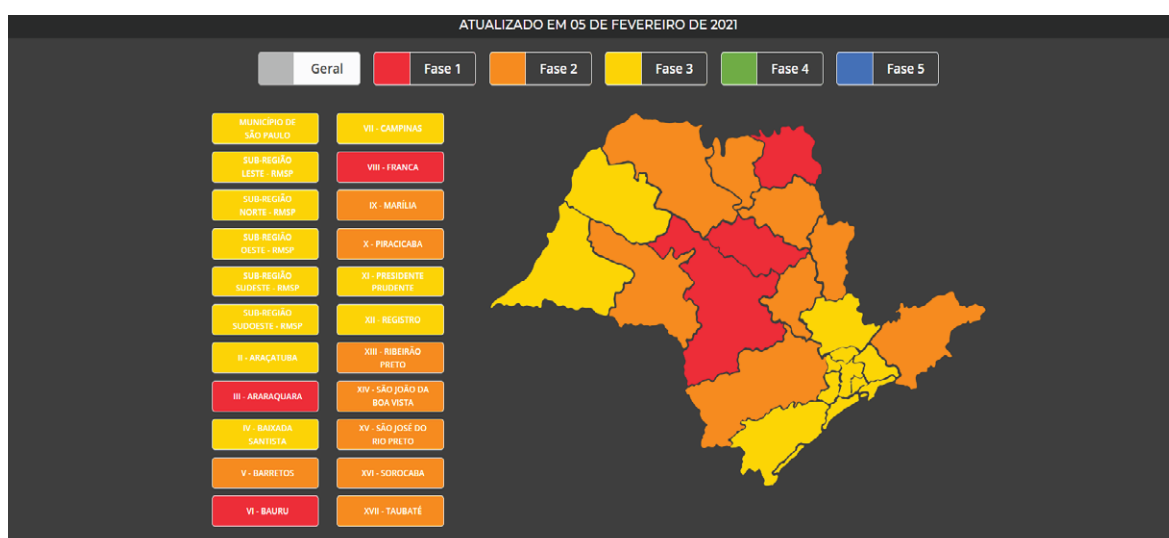 ATUALIZADO EM 05 DE FEVEREIRO DE 2021
Geral
Fase 1
Fase 2
Fase 3
Fase 4
Fase 5
MUNICÍPIO DE
SÃO PAULO
SUB-REGIÃO
LESTE - RMSP
SUB-REGIÃO
NORTE - RMSP
SUB-REGIÃO
OESTE - RMSP
SUB-REGIÃO
SUDESTE - RMSP
SUB-REGIÃO
SUDOESTE - RMSP
II - ARAÇATUBA
III - ARARAQUARA
IV - BAIXADA
SANTISTA
V - BARRETOS
VI - BAURU
VII - CAMPINAS
VIII - FRANCA
IX - MARÍLIA
X - PIRACICABA
XI - PRESIDENTE
PRUDENTE
XII - REGISTRO
XIII - RIBEIRÃO
PRETO
XIV - SÃO JOÃO DA
BOA VISTA
XV - SÃO JOSÉ DO
RIO PRETO
XVI - SOROCABA
XVII - TAUBATÉ